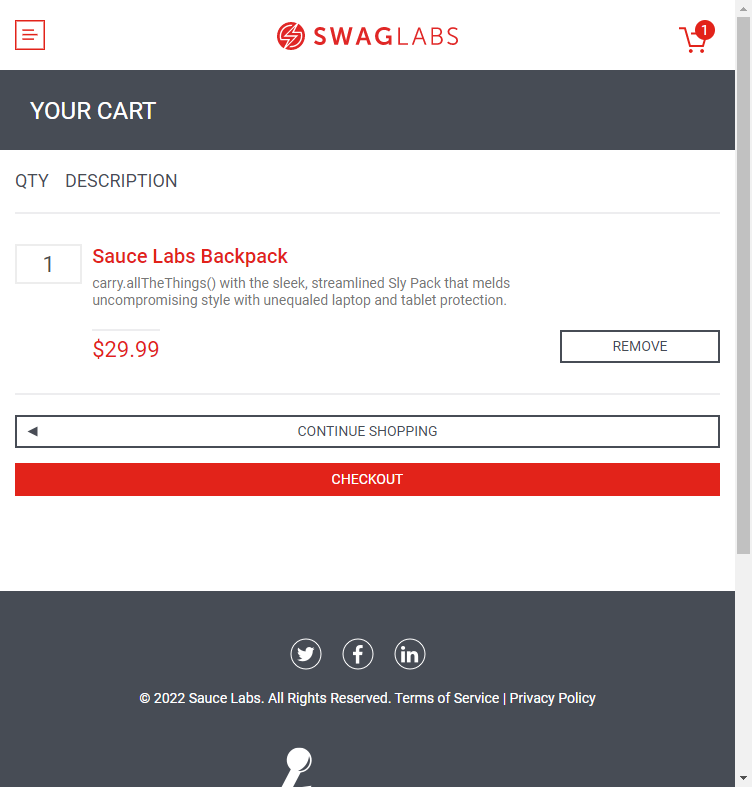 SWAGLABS
1
YOUR CART
QTY DESCRIPTION
1
Sauce Labs Backpack
carry.allTheThings() with the sleek, streamlined Sly Pack that melds
uncompromising style with unequaled laptop and tablet protection.
$29.99
REMOVE
CONTINUE SHOPPING
CHECKOUT
© 2022 Sauce Labs. All Rights Reserved. Terms of Service | Privacy Policy